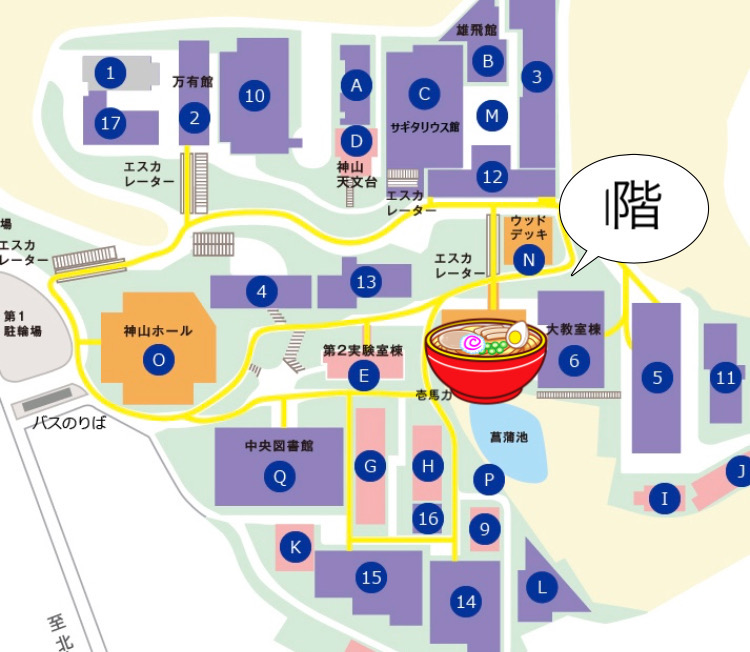 雄飛館
B
3
1
万有館
10
A
C
17
2
M
D
サギタリウス館
エスカ
レーター
神山
天文台
12
エスカ
レーター
階
ウッド
デッキ
場
エスカ
レーター
エスカ
レーター
N
13
4
第1
駐輪場
神山ホール
O
第2実験室棟
E
大教室棟
6
5
11
壱馬力
バスのりば
中央図書館
Q
G
H
菖蒲池
P
J
I
16
9
K
15
14
L
至
北